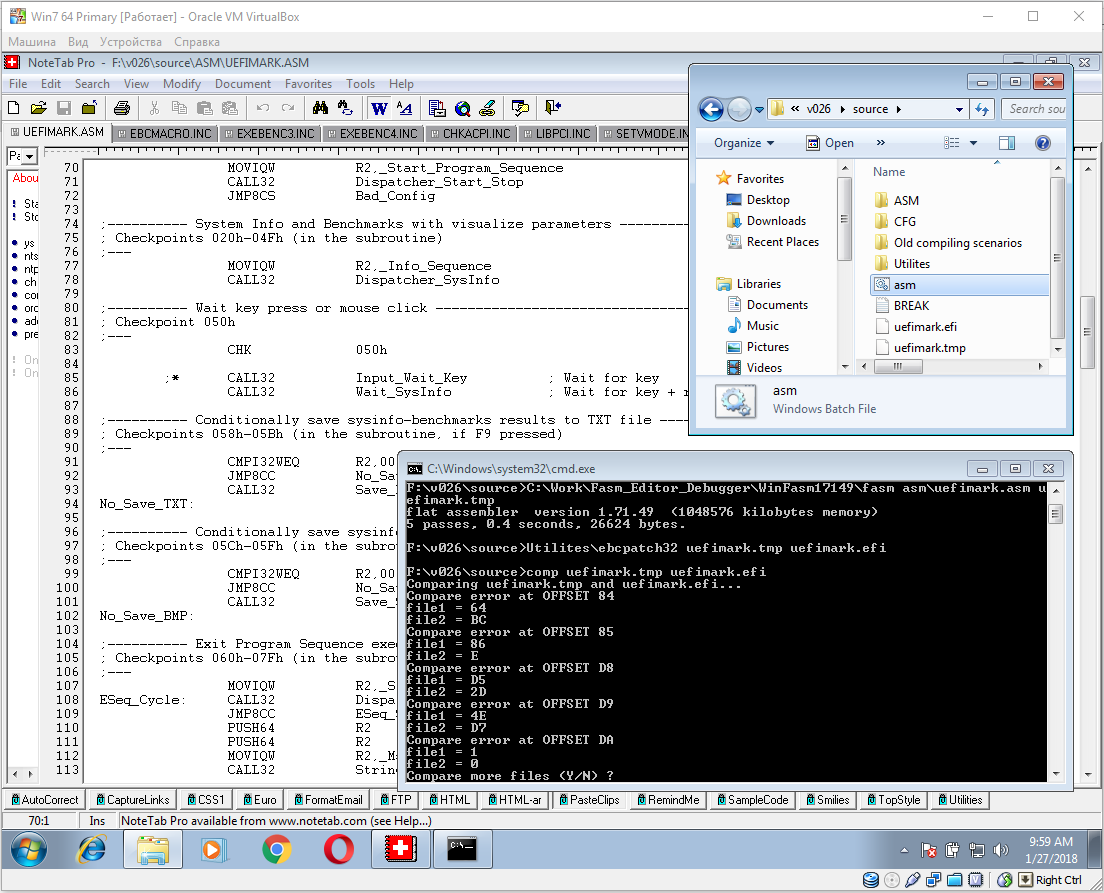 Win7 64 Primary [Работает] - Oracle VM VirtualBox
Машина Вид Устройства Справка
NoteTab Pro - F:\v026\source\ASM\UEFIMARK.ASM
File Edit Search View Modify Document Favorites Tools Help
UEFIMARK.ASM EBCMACRO.INC EXEBENC3.INC EXEBENC4.INC CHKACPI.INC LIBPCI.INC SETVMODE.IN
70 MOVIQW R2,_Start_Program_Sequence
71 CALL32 Dispatcher_Start_Stop
72 JMP8CS Bad_Config
73
74 ;---------- System Info and Benchmarks with visualize parameters ---------
75 ; Checkpoints 020h-04Fh (in the subroutine)
76 ;---
77 MOVIQW R2,_Info_Sequence
78 CALL32 Dispatcher_SysInfo
79
80 ;---------- Wait key press or mouse click --------------------------------
81 ; Checkpoint 050h
82 ;---
83 CHK 050h
84
85 ;* CALL32 Input_Wait_Key ; Wait for key
86 CALL32 Wait_SysInfo ; Wait for key + r
87
88 ;---------- Conditionally save sysinfo-benchmarks results to TXT file ----
89 ; Checkpoints 058h-05Bh (in the subroutine, if F9 pressed)
90 ;---
91 CMPI32WEQ R2,00
92 JMP8CC No_Sa
93 CALL32 Save_
94 No_Save_TXT:
95
96 ;---------- Conditionally save sysinfo
97 ; Checkpoints 05Ch-05Fh (in the subro
98 ;---
99 CMPI32WEQ R2,00
100 JMP8CC No_Sa
101 CALL32 Save_S
102 No_Save_BMP:
103
104 ;---------- Exit Program Sequence exec
105 ; Checkpoints 060h-07Fh (in the subro
106 ;---
107 MOVIQW R2,_S
108 ESeq_Cycle: CALL32 Dispa
109 JMP8CC ESeq_S
110 PUSH64 R2
111 PUSH64 R2
112 MOVIQW R2,_M
113 CALL32 Strin
Abou
Sta
Sto
ys
nts
ntp
ch
cor
orc
add
pre
On
On
« v026 source
Search sou
Organize Open »
Favorites
Desktop
Downloads
Recent Places
Libraries
Documents
Music
Pictures
Videos
Name
ASM
CFG
Old compiling scenarios
Utilites
asm
BREAK
uefimark.efi
uefimark.tmp
asm
Windows Batch File
C:\Windows\system32\cmd.exe
F:\v026\source>C:\Work\Fasm_Editor_Debugger\WinFasm17149\fasm asm\uefimark.asm u
efimark.tmp
flat assembler version 1.71.49 (1048576 kilobytes memory)
5 passes, 0.4 seconds, 26624 bytes.
F:\v026\source>Utilites\ebcpatch32 uefimark.tmp uefimark.efi
F:\v026\source>comp uefimark.tmp uefimark.efi
Comparing uefimark.tmp and uefimark.efi...
Compare error at OFFSET 84
file1 = 64
file2 = BC
Compare error at OFFSET 85
file1 = 86
file2 = E
Compare error at OFFSET D8
file1 = D5
file2 = 2D
Compare error at OFFSET D9
file1 = 4E
file2 = D7
Compare error at OFFSET DA
file1 = 1
file2 = 0
Compare more files (Y/N) ?
AutoCorrect CaptureLinks CSS1 Euro FormatEmail FTP HTML HTML-ar PasteClips RemindMe SampleCode Smilies TopStyle Utilities
70:1 Ins NoteTab Pro available from www.notetab.com (see Help...)
9:59 AM
1/27/2018
Right Ctrl